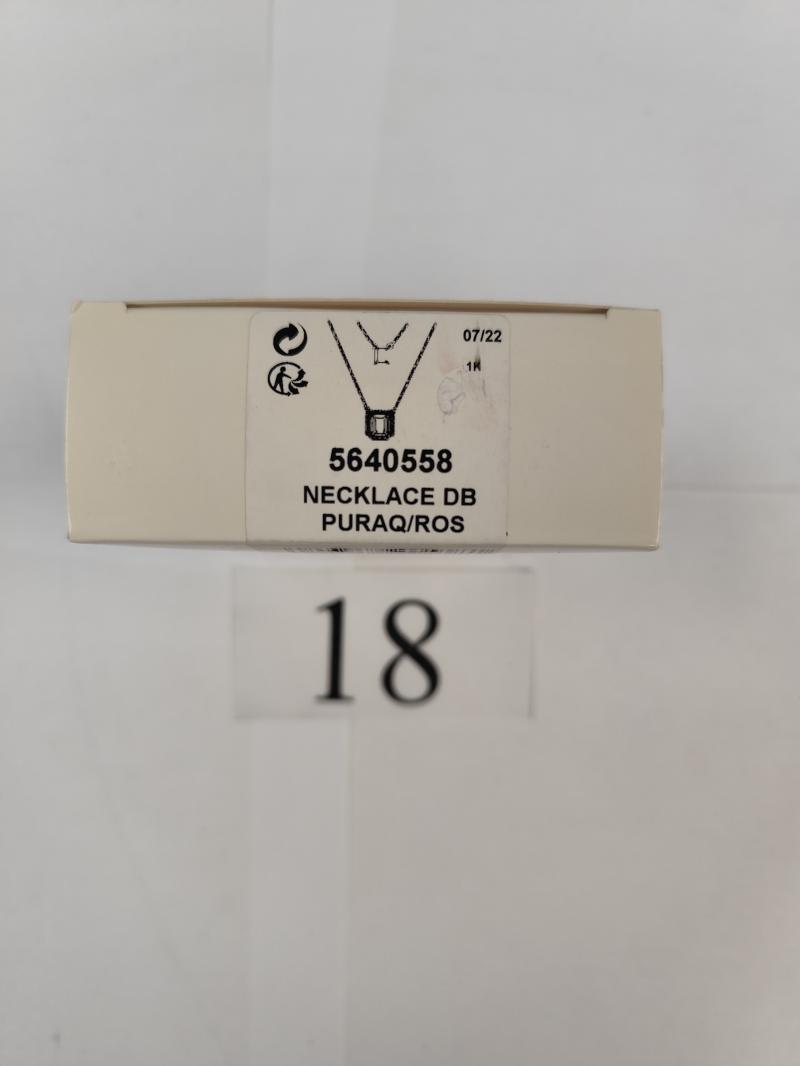 07/22
1K
5640558
NECKLACE DB
PURAQ/ROS
18